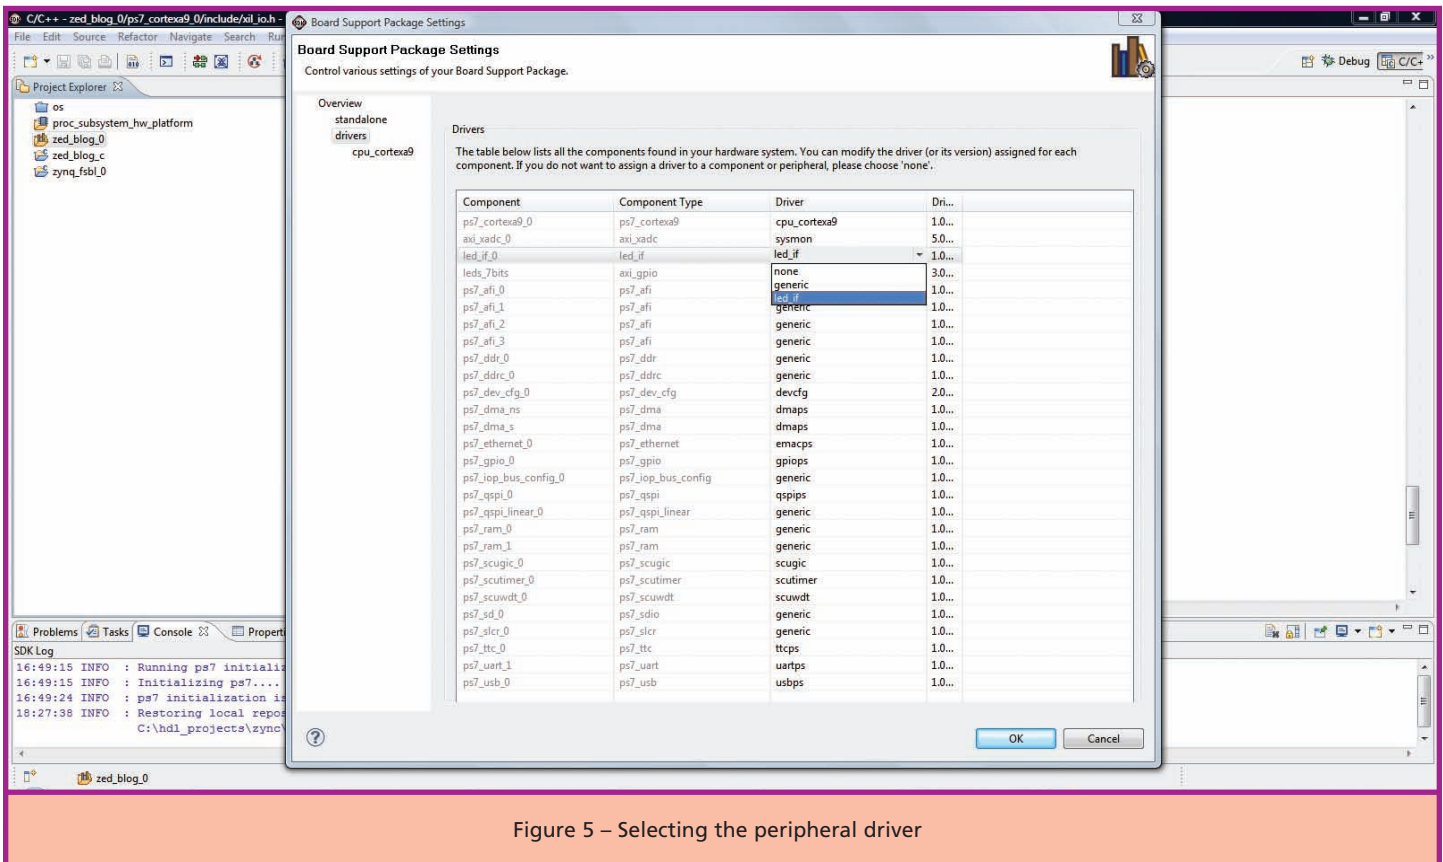 C/C++ - zed_blog_0/ps7_cortexa9_0/include/xil_io.h -
File Edit Source Refactor Navigate Search Run
Debug C/C+
Project Explorer
os
proc_subsystem_hw_platform
zed_blog_0
zed_blog_c
zynq_fsbl_0
Board Support Package Settings
Board Support Package Settings
Control various settings of your Board Support Package.
Overview
standalone
drivers
cpu_cortexa9
Drivers
The table below lists all the components found in your hardware system. You can modify the driver (or its version) assigned for each
component. If you do not want to assign a driver to a component or peripheral, please choose 'none'.
Component Component Type Driver Dri...
ps7_cortexa9_0 ps7_cortexa9 cpu_cortexa9 1.0...
axi_xadc_0 axi_xadc sysmon 5.0...
led_if_0 led_if led_if 1.0...
leds_7bits axi_gpio none 3.0...
ps7_afi_0 ps7_afi generic 1.0...
led_if
ps7_afi_1 ps7_afi generic 1.0...
ps7_afi_2 ps7_afi generic 1.0...
ps7_afi_3 ps7_afi generic 1.0...
ps7_ddr_0 ps7_ddr generic 1.0...
ps7_ddrc_0 ps7_ddrc generic 1.0...
ps7_dev_cfg_0 ps7_dev_cfg devcfg 2.0...
ps7_dma_ns ps7_dma dmaps 1.0...
ps7_dma_s ps7_dma dmaps 1.0...
ps7_ethernet_0 ps7_ethernet emacps 1.0...
ps7_gpio_0 ps7_gpio gpiops 1.0...
ps7_iop_bus_config_0 ps7_iop_bus_config generic 1.0...
ps7_qspi_0 ps7_qspi qspips 1.0...
ps7_qspi_linear_0 ps7_qspi_linear generic 1.0...
ps7_ram_0 ps7_ram generic 1.0...
ps7_ram_1 ps7_ram generic 1.0...
ps7_scugic_0 ps7_scugic scugic 1.0...
ps7_scutimer_0 ps7_scutimer scutimer 1.0...
ps7_scuwdt_0 ps7_scuwdt scuwdt 1.0...
ps7_sd_0 ps7_sdio generic 1.0...
ps7_slcr_0 ps7_slcr generic 1.0...
ps7_ttc_0 ps7_ttc ttcps 1.0...
ps7_uart_1 ps7_uart uartps 1.0...
ps7_usb_0 ps7_usb usbps 1.0...
OK Cancel
Problems Tasks Console Properti
SDK Log
16:49:15 INFO : Running ps7 initializ
16:49:15 INFO : Initializing ps7....
16:49:24 INFO : ps7 initialization is
18:27:38 INFO : Restoring local repos
C:\hdl_projects\zync\
zed_blog_0
Figure 5 – Selecting the peripheral driver